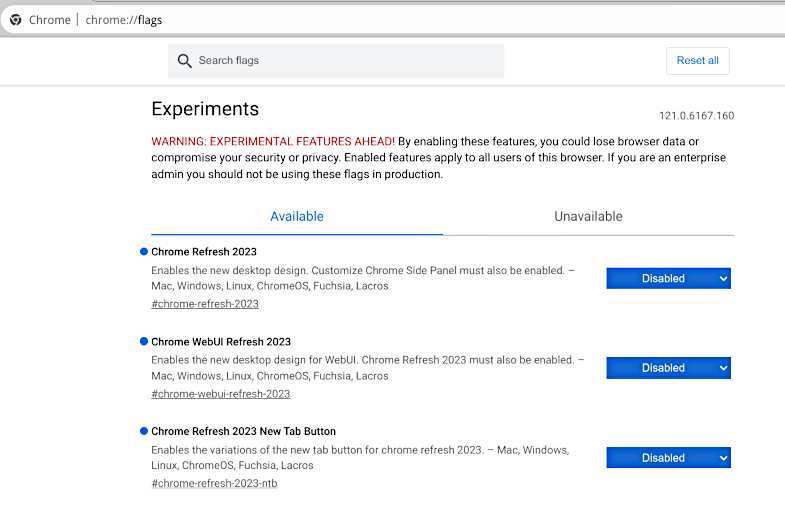 Chrome | chrome://flags
Search flags
Reset all
Experiments
121.0.6167.160
WARNING: EXPERIMENTAL FEATURES AHEAD! By enabling these features, you could lose browser data or
compromise your security or privacy. Enabled features apply to all users of this browser. If you are an enterprise
admin you should not be using these flags in production.
Available
Unavailable
Chrome Refresh 2023
Enables the new desktop design. Customize Chrome Side Panel must also be enabled. –
Mac, Windows, Linux, ChromeOS, Fuchsia, Lacros
#chrome-refresh-2023
Disabled
Chrome WebUI Refresh 2023
Enables the new desktop design for WebUI. Chrome Refresh 2023 must also be enabled. –
Mac, Windows, Linux, ChromeOS, Fuchsia, Lacros
#chrome-webui-refresh-2023
Disabled
Chrome Refresh 2023 New Tab Button
Enables the variations of the new tab button for chrome refresh 2023. – Mac, Windows,
Linux, ChromeOS, Fuchsia, Lacros
#chrome-refresh-2023-ntb
Disabled